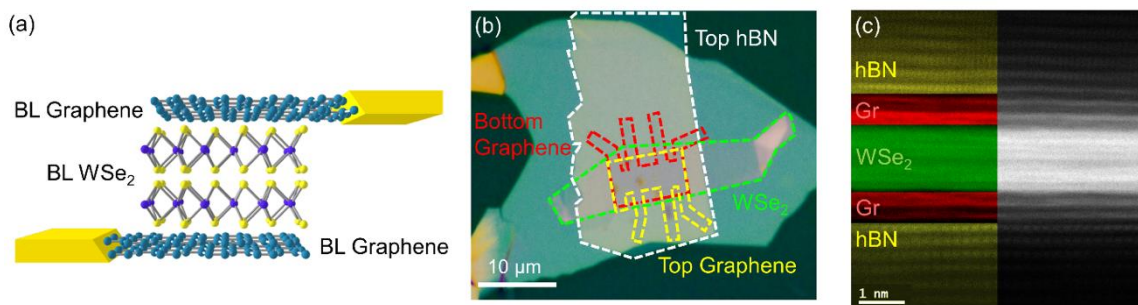 (a)
BL Graphene
BL WSe₂
BL Graphene
(b)
Top hBN
Bottom
Graphene
WSe₂
Top Graphene
10 μm
(c)
hBN
Gr
WSe₂
Gr
hBN
1 nm